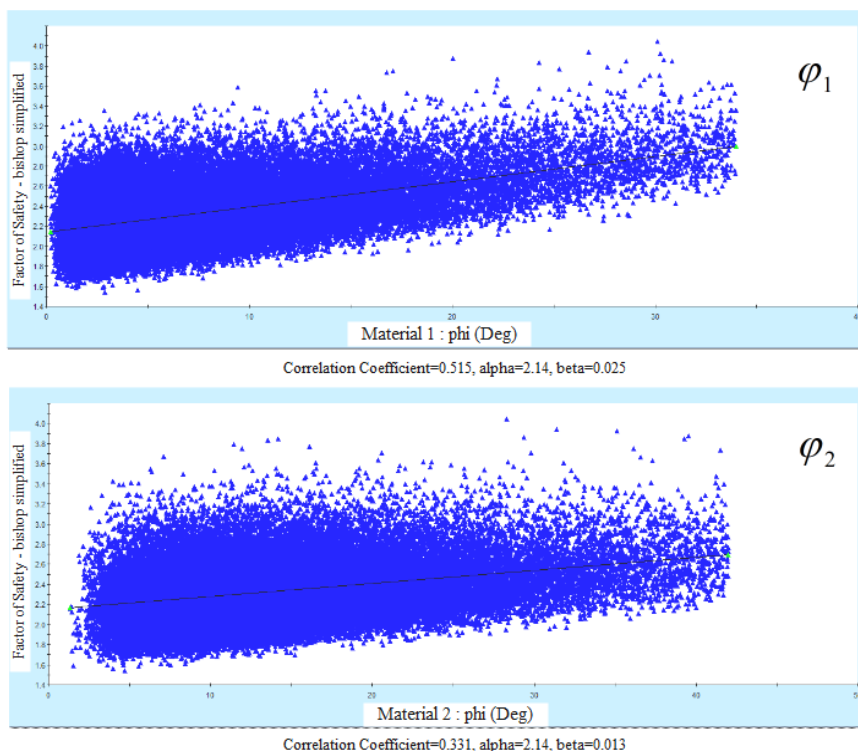 φ1
Factor of Safety - bishop simplified
4.0
3.8
3.6
3.4
3.2
3.0
2.8
2.6
2.4
2.2
2.0
1.8
1.6
1.4
0 10 20 30 40
Material 1 : phi (Deg)
Correlation Coefficient=0.515, alpha=2.14, beta=0.025
φ2
Factor of Safety - bishop simplified
4.0
3.8
3.6
3.4
3.2
3.0
2.8
2.6
2.4
2.2
2.0
1.8
1.6
1.4
0 10 20 30 40 50
Material 2 : phi (Deg)
Correlation Coefficient=0.331, alpha=2.14, beta=0.013